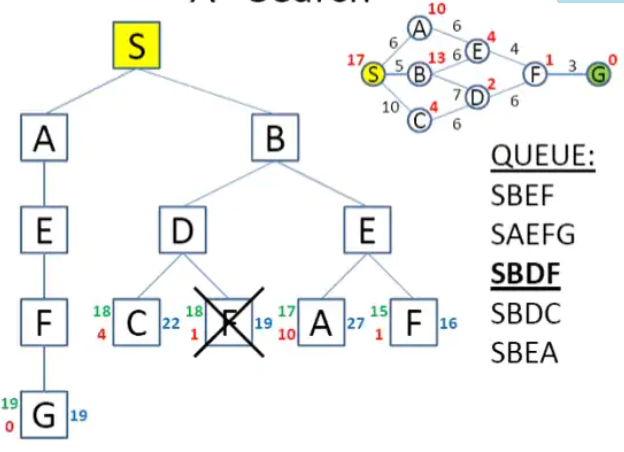 A* Search
S
A B
E D E
18 4 C 22 18 1 F 19 17 10 A 27 15 1 F 16
F
19 0 G 19
10 A 6 4
6 6 E 4
17 S 5 B 13 F 1 3 G 0
10 C 4 7 D 2 6
6
QUEUE:
SBEF
SAEFG
SBDF
SBDC
SBEA